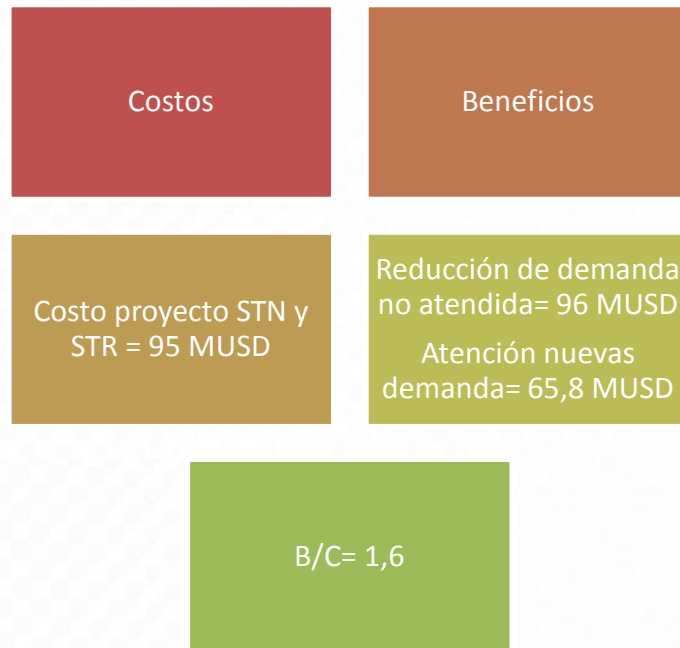 Costos
Beneficios
Costo proyecto STN y
STR = 95 MUSD
Reducción de demanda
no atendida= 96 MUSD
Atención nuevas
demanda= 65,8 MUSD
B/C= 1,6